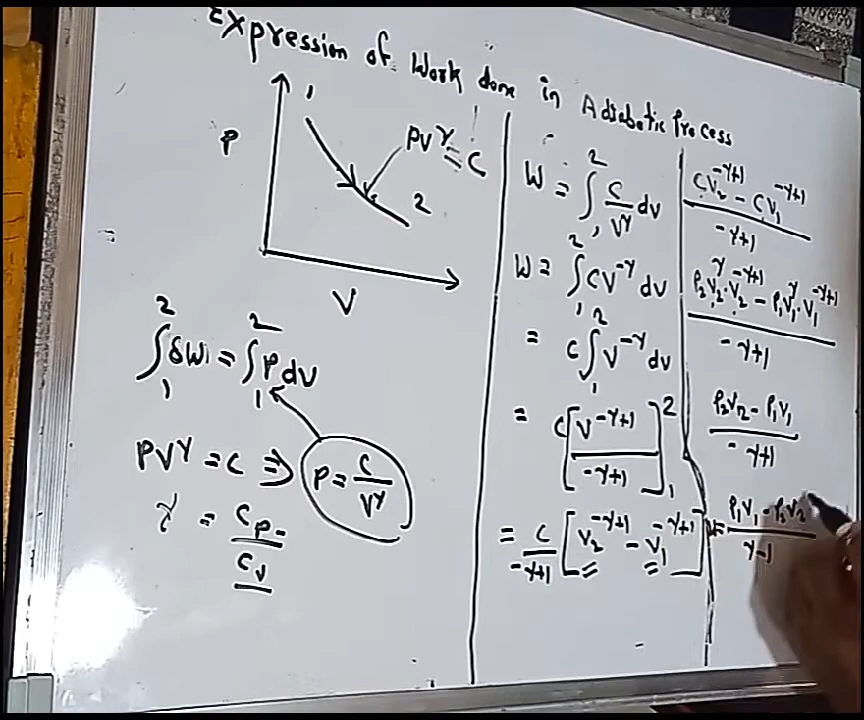 Expression of Work done in Adiabatic Process
1
P
PV^γ = C
2
V
∫₁² δW = ∫₁² P dV
PV^γ = C ⇒ P = C/V^γ
γ = Cp/Cv
W = ∫₁² C/V^γ dV
W = ∫₁² CV^-γ dV
= C ∫₁² V^-γ dV
= C [V^-γ+1 / -γ+1]₁²
= C/-γ+1 [V₂^-γ+1 - V₁^-γ+1]
CV₂^-γ+1 - CV₁^-γ+1 / -γ+1
P₂V₂^γ · V₂^-γ+1 - P₁V₁^γ · V₁^-γ+1 / -γ+1
P₂V₂ - P₁V₁ / -γ+1
W = P₁V₁ - P₂V₂ / γ-1